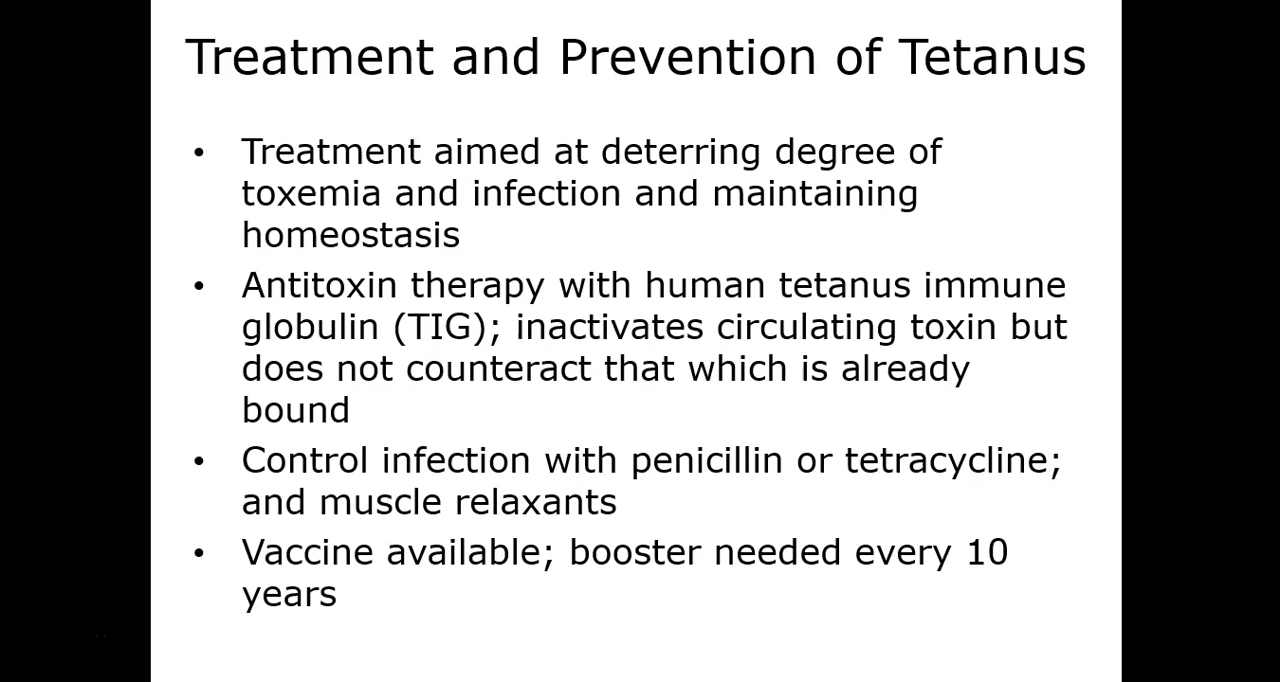 Treatment and Prevention of Tetanus
• Treatment aimed at deterring degree of
toxemia and infection and maintaining
homeostasis
• Antitoxin therapy with human tetanus immune
globulin (TIG); inactivates circulating toxin but
does not counteract that which is already
bound
• Control infection with penicillin or tetracycline;
and muscle relaxants
• Vaccine available; booster needed every 10
years